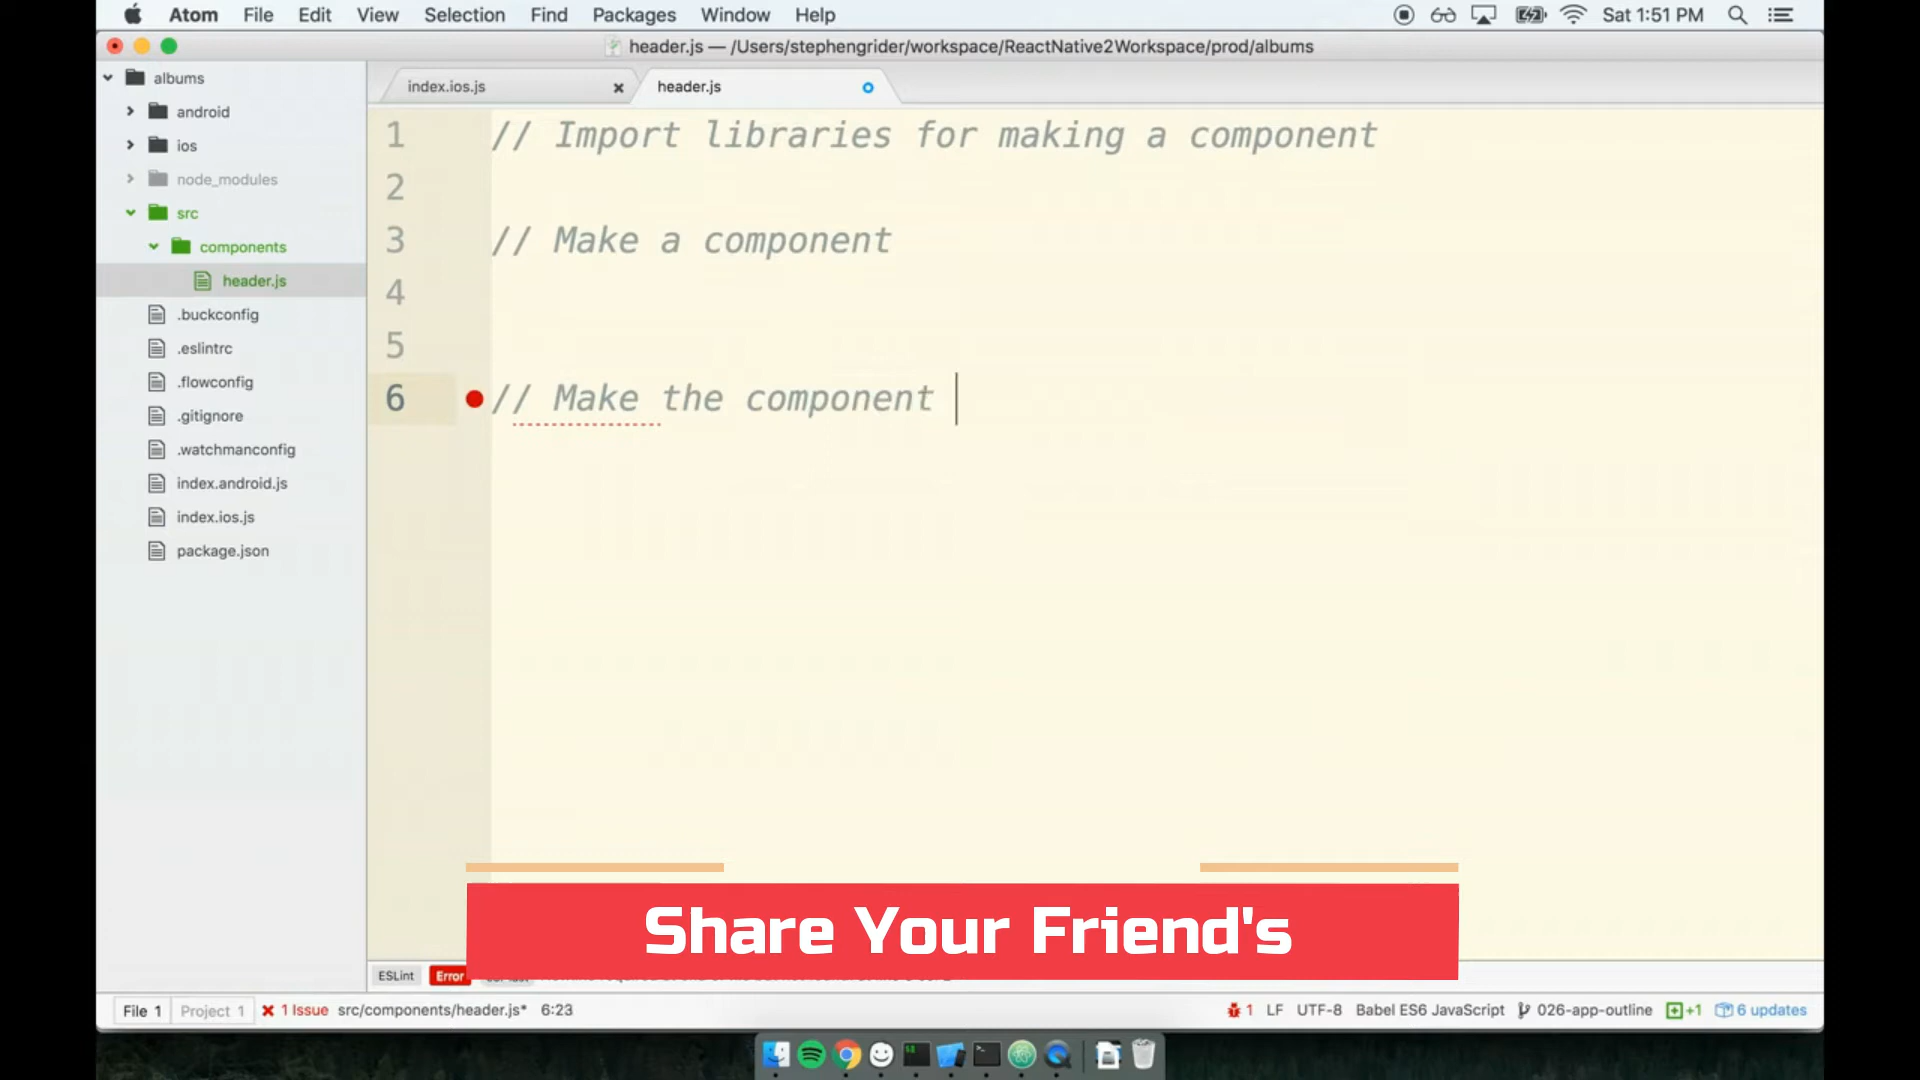 Atom File Edit View Selection Find Packages Window Help Sat 1:51 PM
header.js — /Users/stephengrider/workspace/ReactNative2Workspace/prod/albums
albums
android
ios
node_modules
src
components
header.js
.buckconfig
.eslintrc
.flowconfig
.gitignore
.watchmanconfig
index.android.js
index.ios.js
package.json
index.ios.js
header.js
1 // Import libraries for making a component
2
3 // Make a component
4
5
6 // Make the component
Share Your Friend's
ESLint Error
File 1 Project 1 1 Issue src/components/header.js* 6:23 1 LF UTF-8 Babel ES6 JavaScript 026-app-outline +1 6 updates